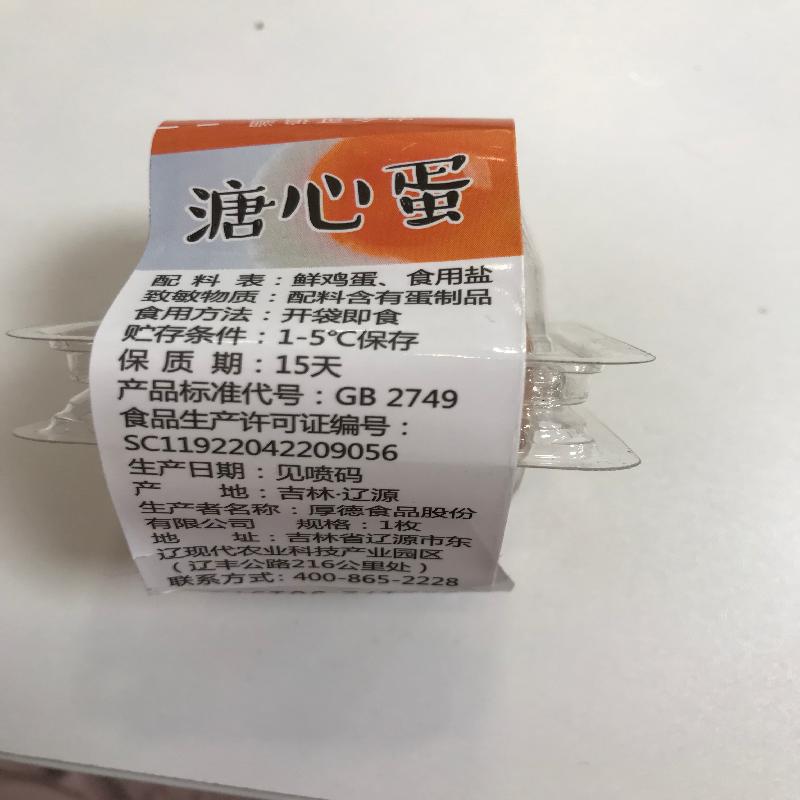 溏心蛋
配 料 表：鲜鸡蛋、食用盐
致敏物质：配料含有蛋制品
食用方法：开袋即食
贮存条件：1-5℃保存
保 质 期：15天
产品标准代号：GB 2749
食品生产许可证编号：
SC11922042209056
生产日期：见喷码
产 地：吉林·辽源
生产者名称：厚德食品股份
有限公司 规格：1枚
地 址：吉林省辽源市东
辽现代农业科技产业园区
（辽丰公路216公里处）
联系方式：400-865-2228